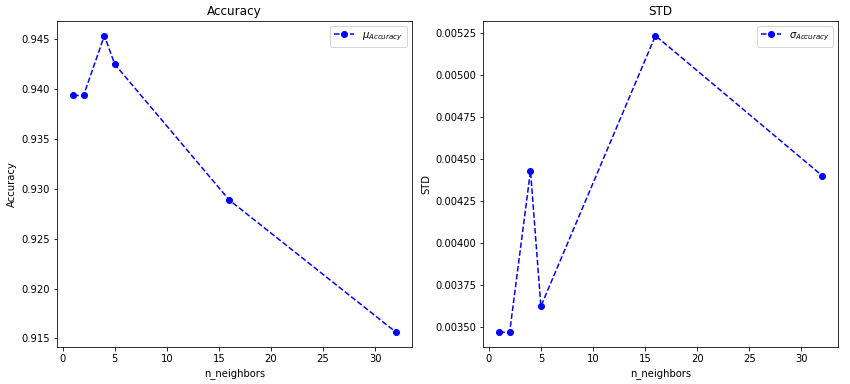 Accuracy
μAccuracy
0.945
0.940
0.935
0.930
0.925
0.920
0.915
Accuracy
0 5 10 15 20 25 30
n_neighbors
STD
σAccuracy
0.00525
0.00500
0.00475
0.00450
0.00425
0.00400
0.00375
0.00350
STD
0 5 10 15 20 25 30
n_neighbors